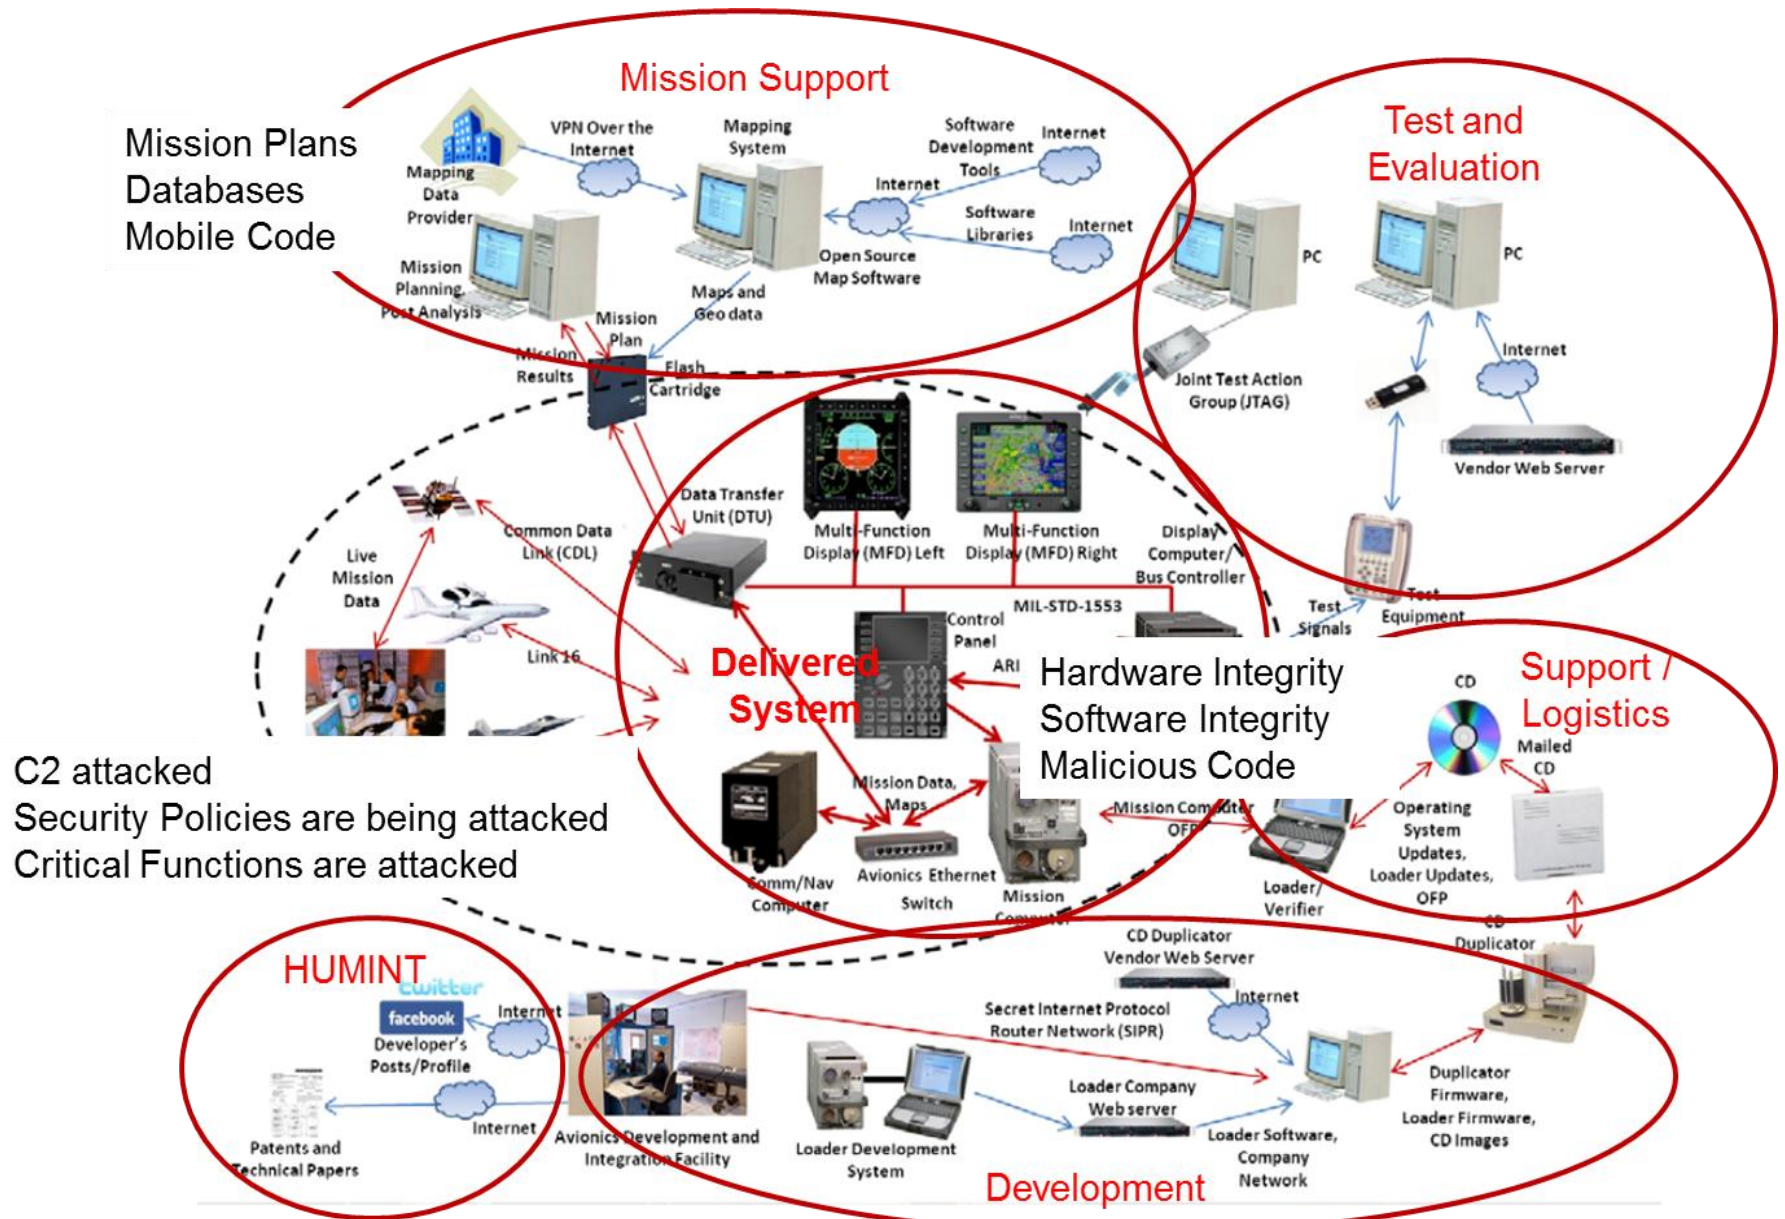 Mission Support
Mission Plans
Databases
Mobile Code
VPN Over the
Internet
Mapping
System
Software
Development
Tools
Internet
Internet
Mapping
Data
Provider
Software
Libraries
Internet
Open Source
Map Software
Mission
Planning,
Post Analysis
Maps and
Geo data
Mission
Plan
Mission
Results
Flash
Cartridge
Test and
Evaluation
PC
PC
Internet
Joint Test Action
Group (JTAG)
Vendor Web Server
Test
Signals
Test
Equipment
Data Transfer
Unit (DTU)
Common Data
Link (CDL)
Live
Mission
Data
Link 16
Multi-Function
Display (MFD) Left
Multi-Function
Display (MFD) Right
Display
Computer/
Bus Controller
MIL-STD-1553
Control
Panel
ARI
Delivered
System
Hardware Integrity
Software Integrity
Malicious Code
Support /
Logistics
CD
Mailed
CD
C2 attacked
Security Policies are being attacked
Critical Functions are attacked
Mission Data,
Maps
Mission Computer
OFP
Operating
System
Updates,
Loader Updates,
OFP
Comm/Nav
Computer
Avionics Ethernet
Switch
Mission
Computer
Loader/
Verifier
CD
Duplicator
HUMINT
twitter
facebook
Developer's
Posts/Profile
Internet
Internet
Patents and
Technical Papers
Avionics Development and
Integration Facility
CD Duplicator
Vendor Web Server
Internet
Secret Internet Protocol
Router Network (SIPR)
Loader Company
Web server
Loader Development
System
Loader Software,
Company
Network
Duplicator
Firmware,
Loader Firmware,
CD Images
Development